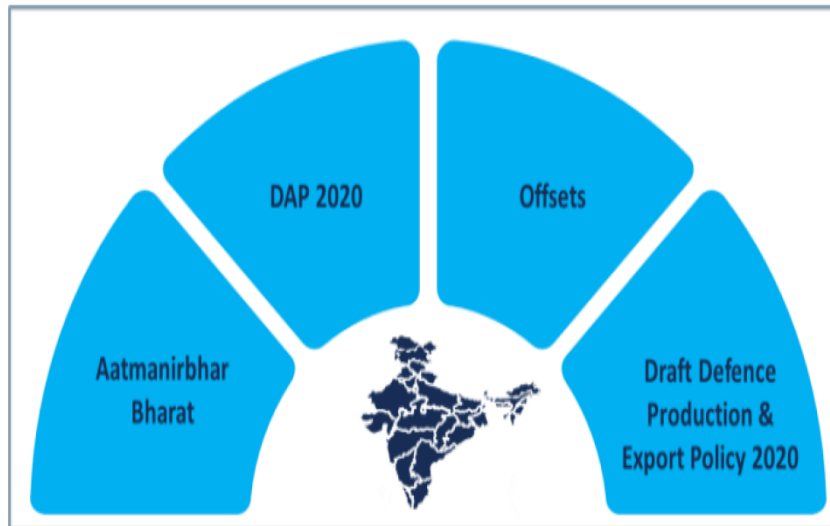 DAP 2020
Offsets
Aatmanirbhar
Bharat
Draft Defence
Production &
Export Policy 2020